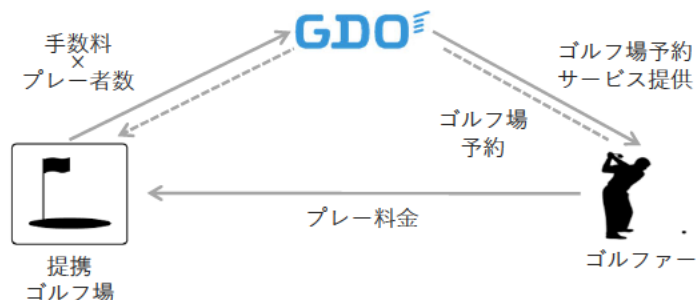 GDO
手数料
×
プレー者数
ゴルフ場予約
サービス提供
ゴルフ場
予約
プレー料金
提携
ゴルフ場
ゴルファー